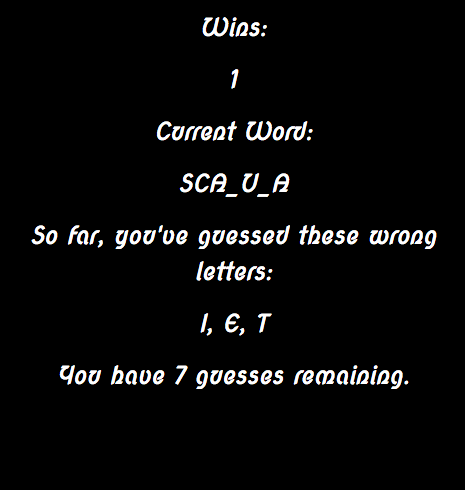 Wins:
1
Current Word:
SCA_U_A
So far, you've guessed these wrong
letters:
I, E, T
You have 7 guesses remaining.